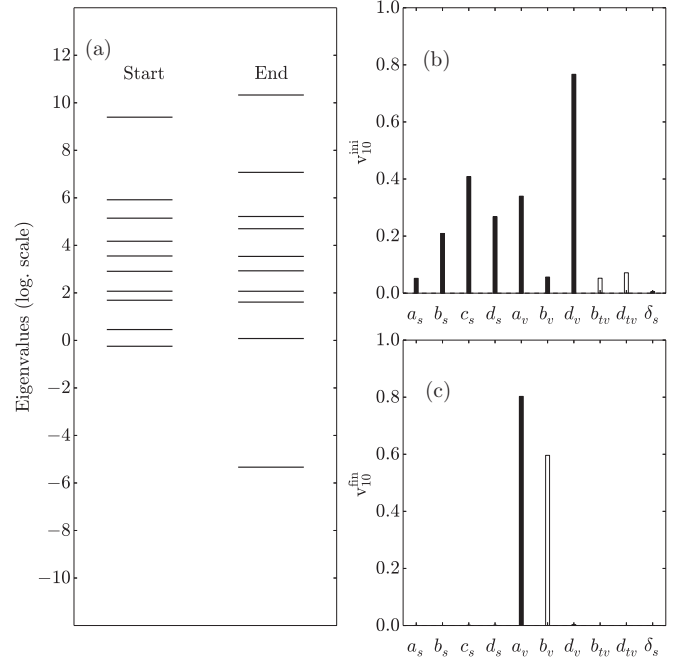 (a)
Start
End
Eigenvalues (log. scale)
12
10
8
6
4
2
0
−2
−4
−6
−8
−10
(b)
v₁₀ⁱⁿⁱ
1.0
0.8
0.6
0.4
0.2
0.0
aₛ bₛ cₛ dₛ aᵥ bᵥ dᵥ bₜᵥ dₜᵥ δₛ
(c)
v₁₀ᶠⁱⁿ
1.0
0.8
0.6
0.4
0.2
0.0
aₛ bₛ cₛ dₛ aᵥ bᵥ dᵥ bₜᵥ dₜᵥ δₛ